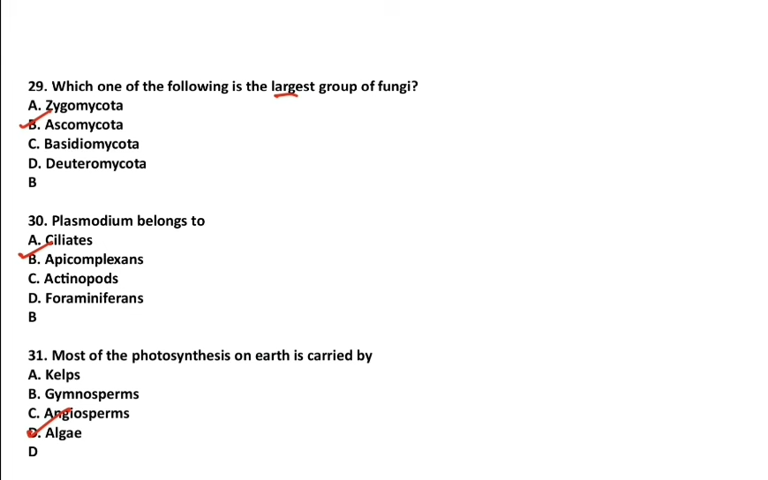 29. Which one of the following is the largest group of fungi?
A. Zygomycota
B. Ascomycota
C. Basidiomycota
D. Deuteromycota
B
30. Plasmodium belongs to
A. Ciliates
B. Apicomplexans
C. Actinopods
D. Foraminiferans
B
31. Most of the photosynthesis on earth is carried by
A. Kelps
B. Gymnosperms
C. Angiosperms
D. Algae
D